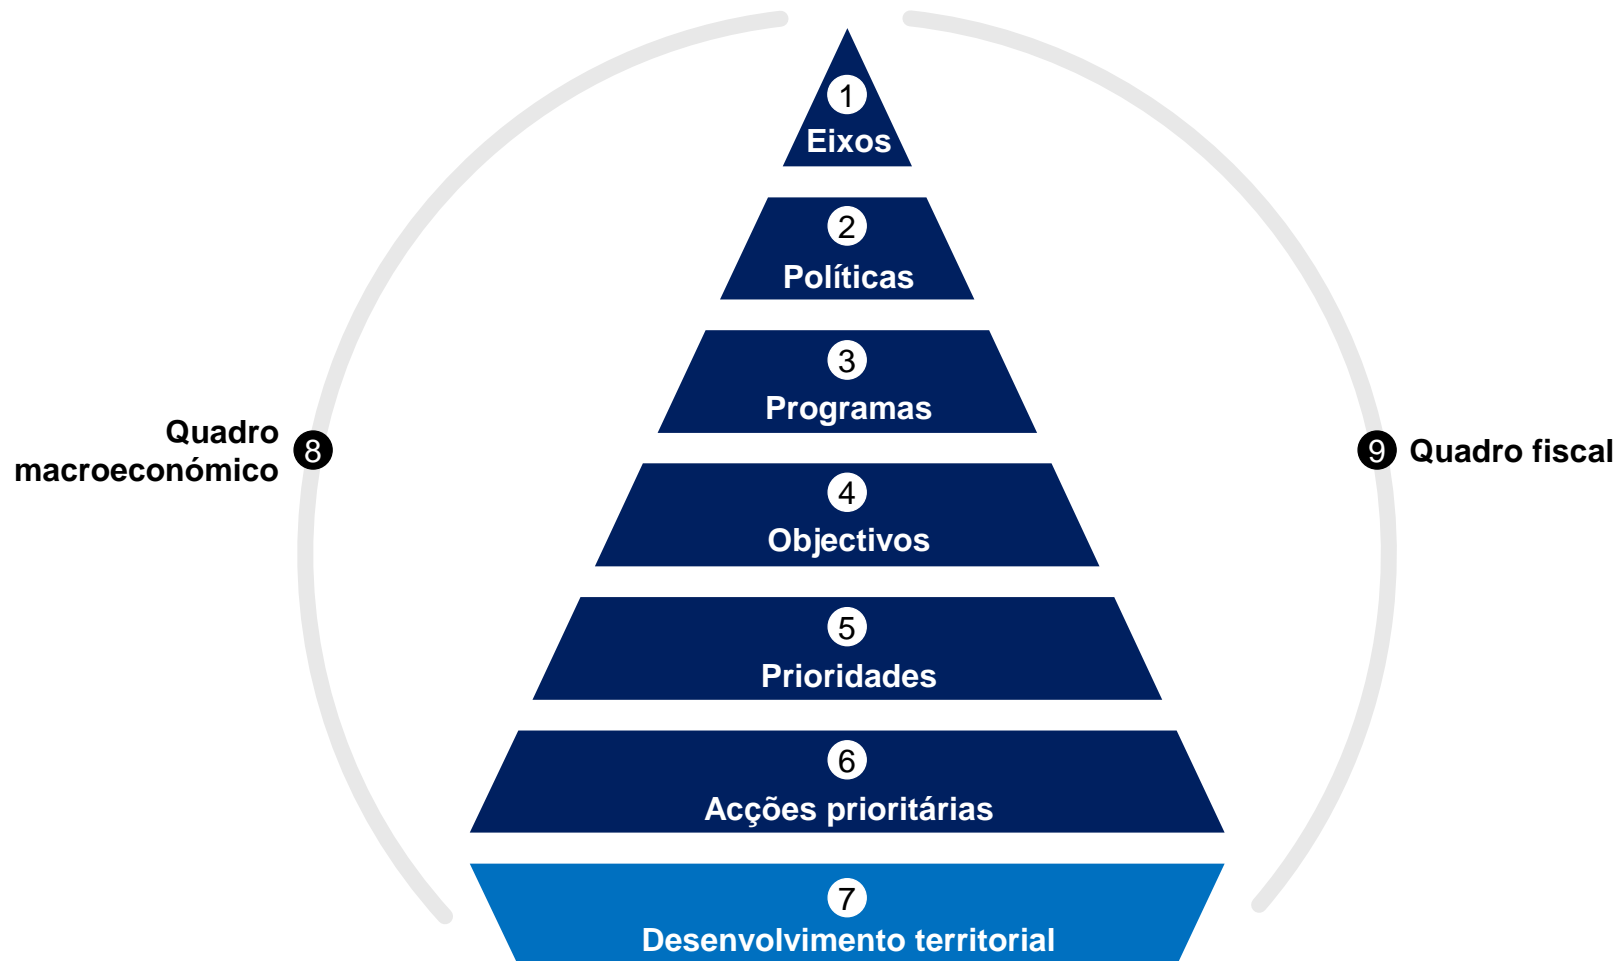 1
Eixos
2
Políticas
3
Programas
4
Objectivos
5
Prioridades
6
Acções prioritárias
7
Desenvolvimento territorial
Quadro
macroeconómico
8
9
Quadro fiscal